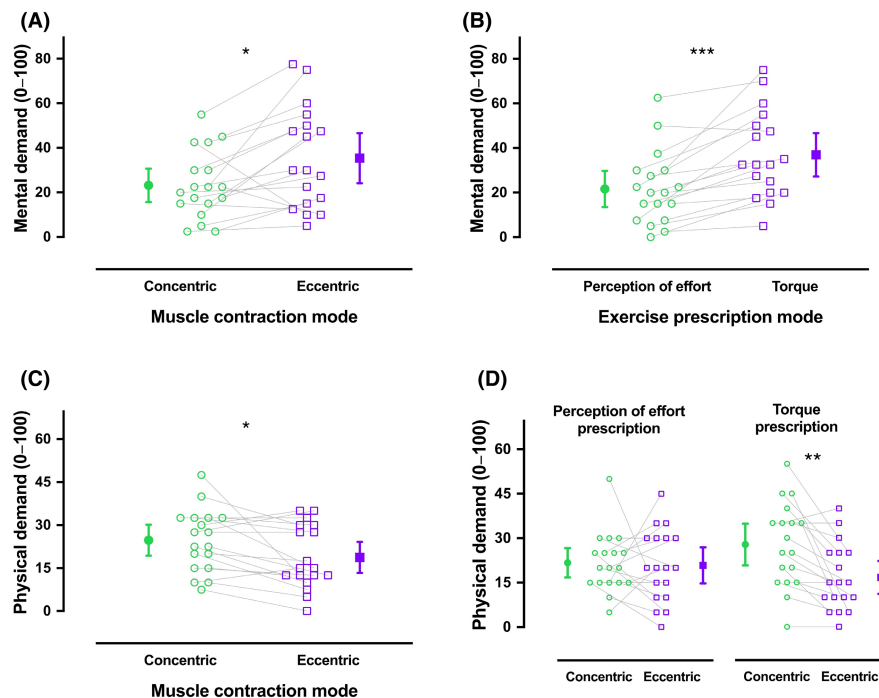 (A)
*
Mental demand (0–100)
80
60
40
20
0
Concentric
Eccentric
Muscle contraction mode
(B)
***
Mental demand (0–100)
80
60
40
20
0
Perception of effort
Torque
Exercise prescription mode
(C)
*
Physical demand (0–100)
60
45
30
15
0
Concentric
Eccentric
Muscle contraction mode
(D)
Perception of effort
prescription
Torque
prescription
**
Physical demand (0–100)
60
45
30
15
0
Concentric
Eccentric
Concentric
Eccentric